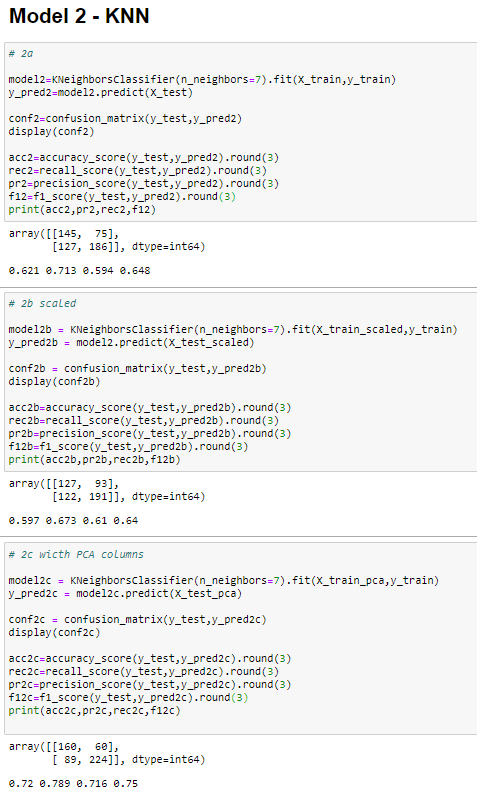 Model 2 - KNN
# 2a
model2=KNeighborsClassifier(n_neighbors=7).fit(X_train,y_train)
y_pred2=model2.predict(X_test)
conf2=confusion_matrix(y_test,y_pred2)
display(conf2)
acc2=accuracy_score(y_test,y_pred2).round(3)
rec2=recall_score(y_test,y_pred2).round(3)
pr2=precision_score(y_test,y_pred2).round(3)
f12=f1_score(y_test,y_pred2).round(3)
print(acc2,pr2,rec2,f12)
array([[145,  75],
       [127, 186]], dtype=int64)
0.621 0.713 0.594 0.648
# 2b scaled
model2b = KNeighborsClassifier(n_neighbors=7).fit(X_train_scaled,y_train)
y_pred2b = model2.predict(X_test_scaled)
conf2b = confusion_matrix(y_test,y_pred2b)
display(conf2b)
acc2b=accuracy_score(y_test,y_pred2b).round(3)
rec2b=recall_score(y_test,y_pred2b).round(3)
pr2b=precision_score(y_test,y_pred2b).round(3)
f12b=f1_score(y_test,y_pred2b).round(3)
print(acc2b,pr2b,rec2b,f12b)
array([[127,  93],
       [122, 191]], dtype=int64)
0.597 0.673 0.61 0.64
# 2c wicth PCA columns
model2c = KNeighborsClassifier(n_neighbors=7).fit(X_train_pca,y_train)
y_pred2c = model2c.predict(X_test_pca)
conf2c = confusion_matrix(y_test,y_pred2c)
display(conf2c)
acc2c=accuracy_score(y_test,y_pred2c).round(3)
rec2c=recall_score(y_test,y_pred2c).round(3)
pr2c=precision_score(y_test,y_pred2c).round(3)
f12c=f1_score(y_test,y_pred2c).round(3)
print(acc2c,pr2c,rec2c,f12c)
array([[160,  60],
       [ 89, 224]], dtype=int64)
0.72 0.789 0.716 0.75